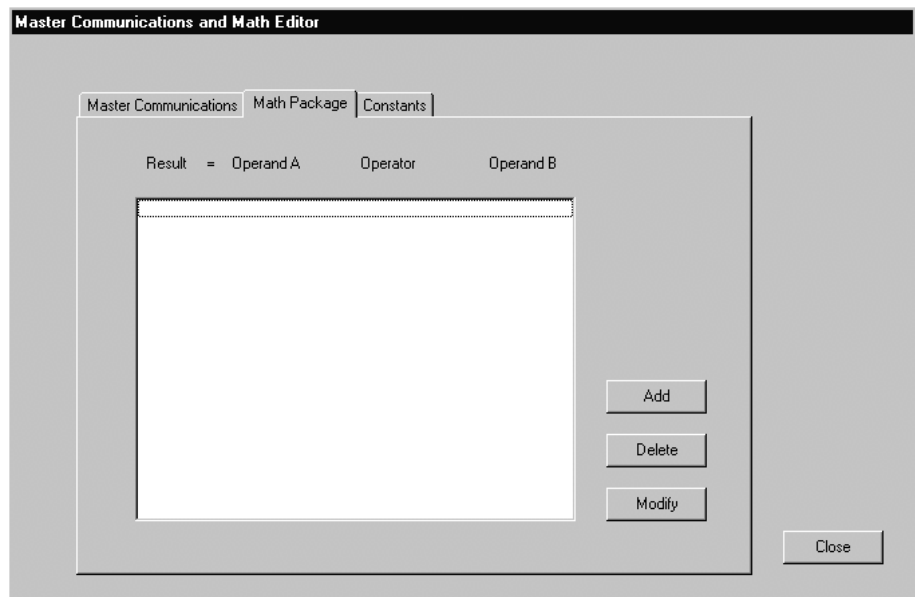 Master Communications and Math Editor
Master Communications Math Package Constants
Result = Operand A Operator Operand B
Add
Delete
Modify
Close